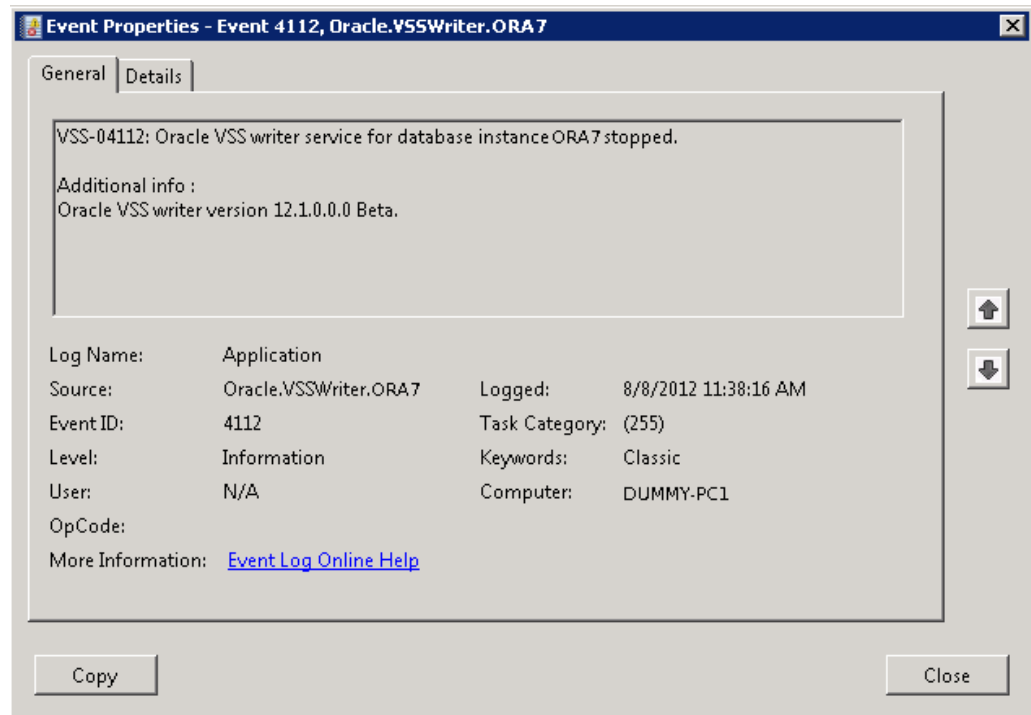 Event Properties - Event 4112, Oracle.VSSWriter.ORA7
General Details
VSS-04112: Oracle VSS writer service for database instance ORA7 stopped.
Additional info :
Oracle VSS writer version 12.1.0.0.0 Beta.
Log Name: Application
Source: Oracle.VSSWriter.ORA7 Logged: 8/8/2012 11:38:16 AM
Event ID: 4112 Task Category: (255)
Level: Information Keywords: Classic
User: N/A Computer: DUMMY-PC1
OpCode:
More Information: Event Log Online Help
Copy Close